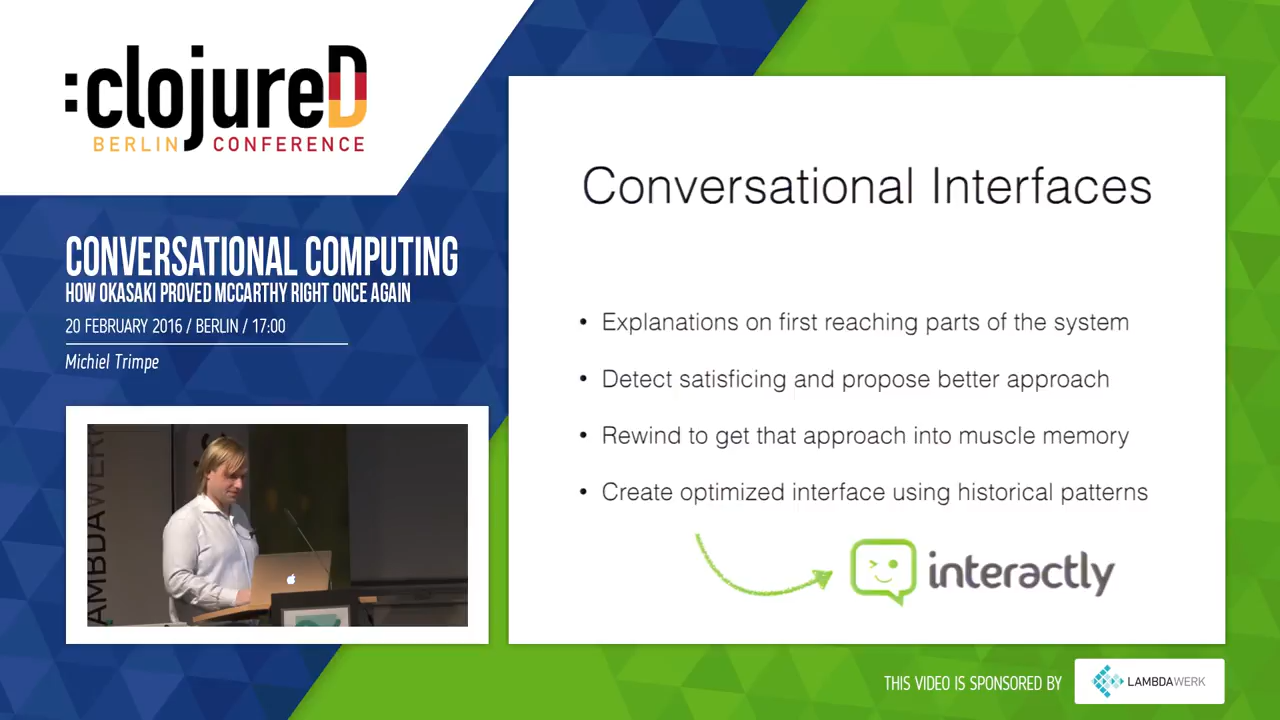 :clojureD
BERLIN CONFERENCE
CONVERSATIONAL COMPUTING
HOW OKASAKI PROVED MCCARTHY RIGHT ONCE AGAIN
20 FEBRUARY 2016 / BERLIN / 17:00
Michiel Trimpe
AMBDAWERK
Conversational Interfaces
• Explanations on first reaching parts of the system
• Detect satisficing and propose better approach
• Rewind to get that approach into muscle memory
• Create optimized interface using historical patterns
interactly
THIS VIDEO IS SPONSORED BY
LAMBDAWERK